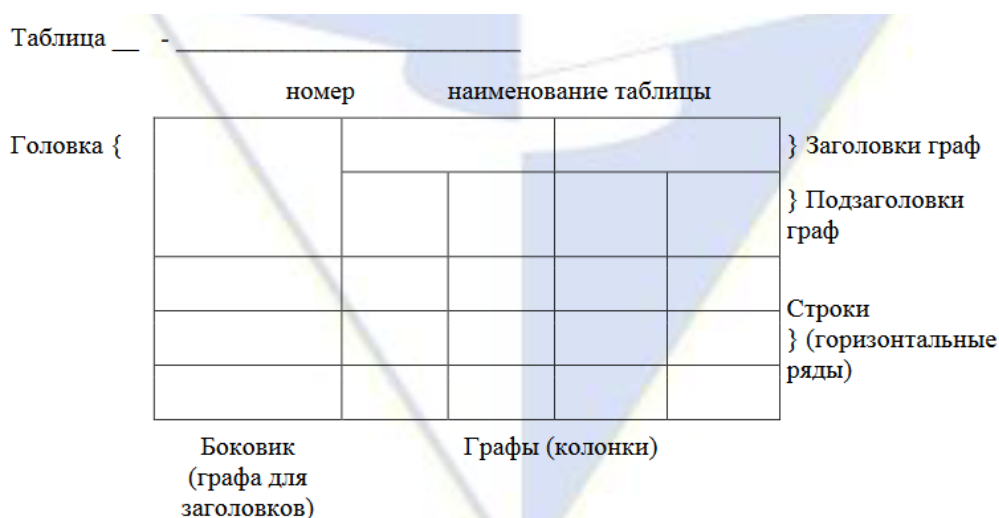 Таблица __ - ____________________________
номер наименование таблицы
Головка {
} Заголовки граф
} Подзаголовки
граф
Строки
} (горизонтальные
ряды)
Боковик
(графа для
заголовков)
Графы (колонки)